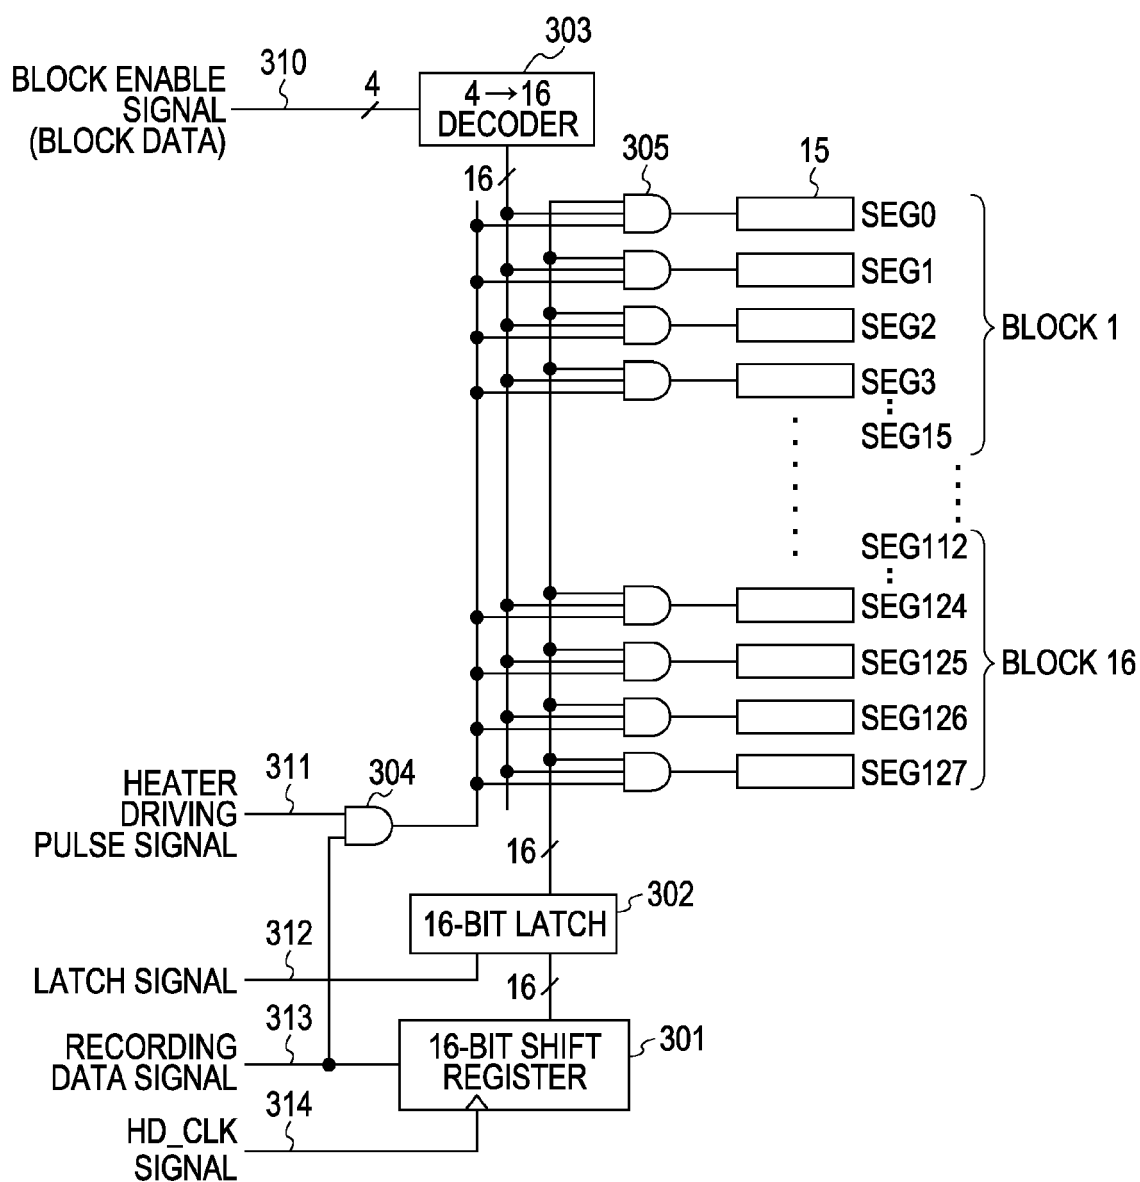 303
310
BLOCK ENABLE
SIGNAL
(BLOCK DATA)
4
4→16
DECODER
16
305
15
SEG0
SEG1
SEG2
SEG3
SEG15
BLOCK 1
SEG112
SEG124
SEG125
SEG126
SEG127
BLOCK 16
HEATER
DRIVING
PULSE SIGNAL
311
304
16
302
16-BIT LATCH
312
LATCH SIGNAL
16
313
RECORDING
DATA SIGNAL
301
16-BIT SHIFT
REGISTER
314
HD_CLK
SIGNAL